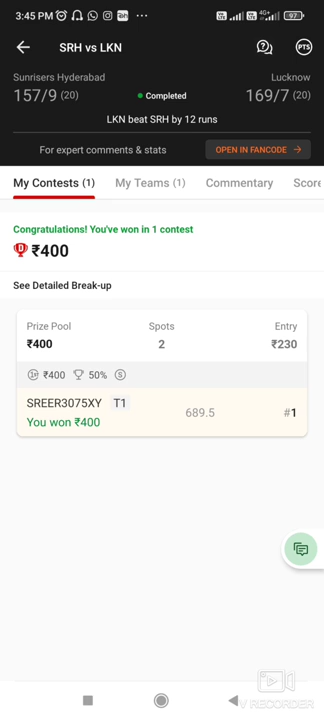 3:45 PM
97
SRH vs LKN
PTS
Sunrisers Hyderabad
Lucknow
157/9 (20)
Completed
169/7 (20)
LKN beat SRH by 12 runs
For expert comments & stats
OPEN IN FANCODE →
My Contests (1)
My Teams (1)
Commentary
Score
Congratulations! You've won in 1 contest
₹400
See Detailed Break-up
Prize Pool
Spots
Entry
₹400
2
₹230
1st ₹400
50%
S
SREER3075XY T1
689.5
#1
You won ₹400
V RECORDER